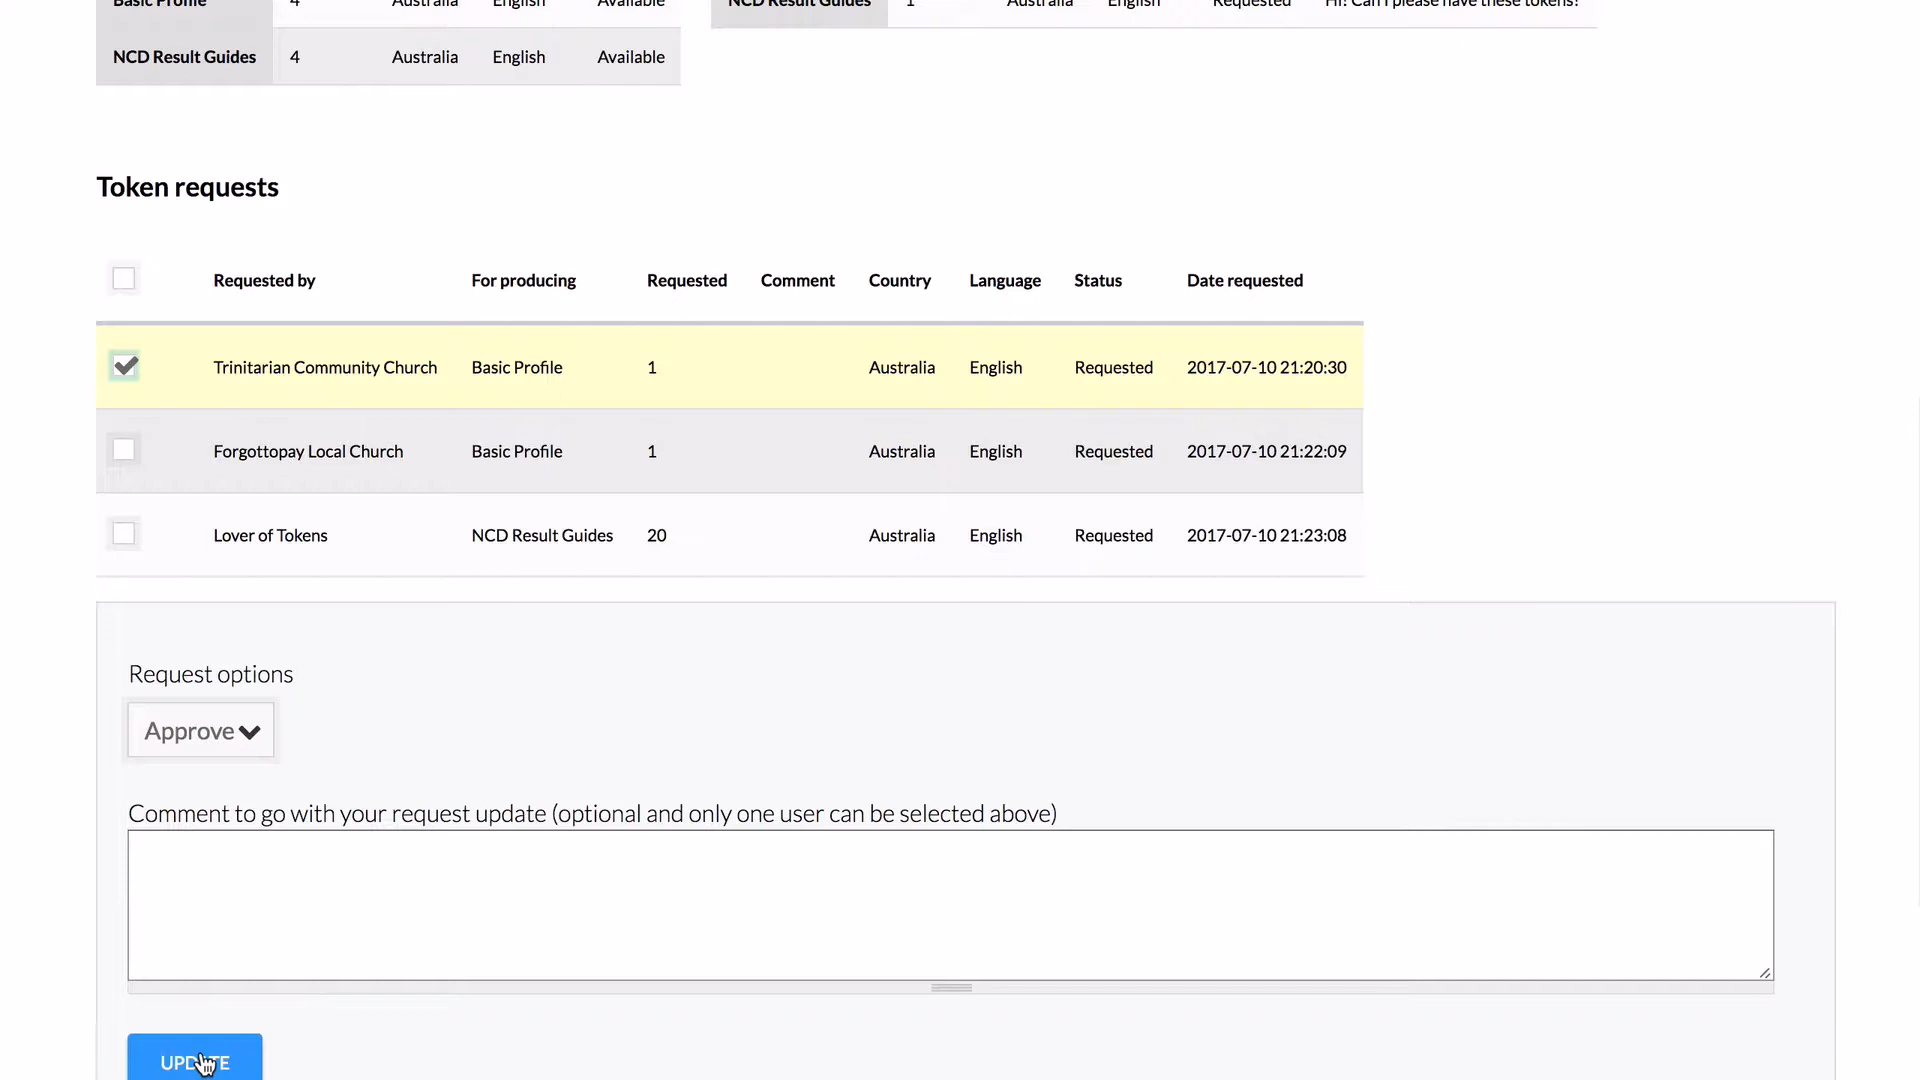 Basic Profile 4 Australia English Available NCD Result Guides 1 Australia English Requested Hi! Can I please have these tokens?
NCD Result Guides 4 Australia English Available
Token requests
Requested by For producing Requested Comment Country Language Status Date requested
Trinitarian Community Church Basic Profile 1 Australia English Requested 2017-07-10 21:20:30
Forgottopay Local Church Basic Profile 1 Australia English Requested 2017-07-10 21:22:09
Lover of Tokens NCD Result Guides 20 Australia English Requested 2017-07-10 21:23:08
Request options
Approve
Comment to go with your request update (optional and only one user can be selected above)
UPDATE